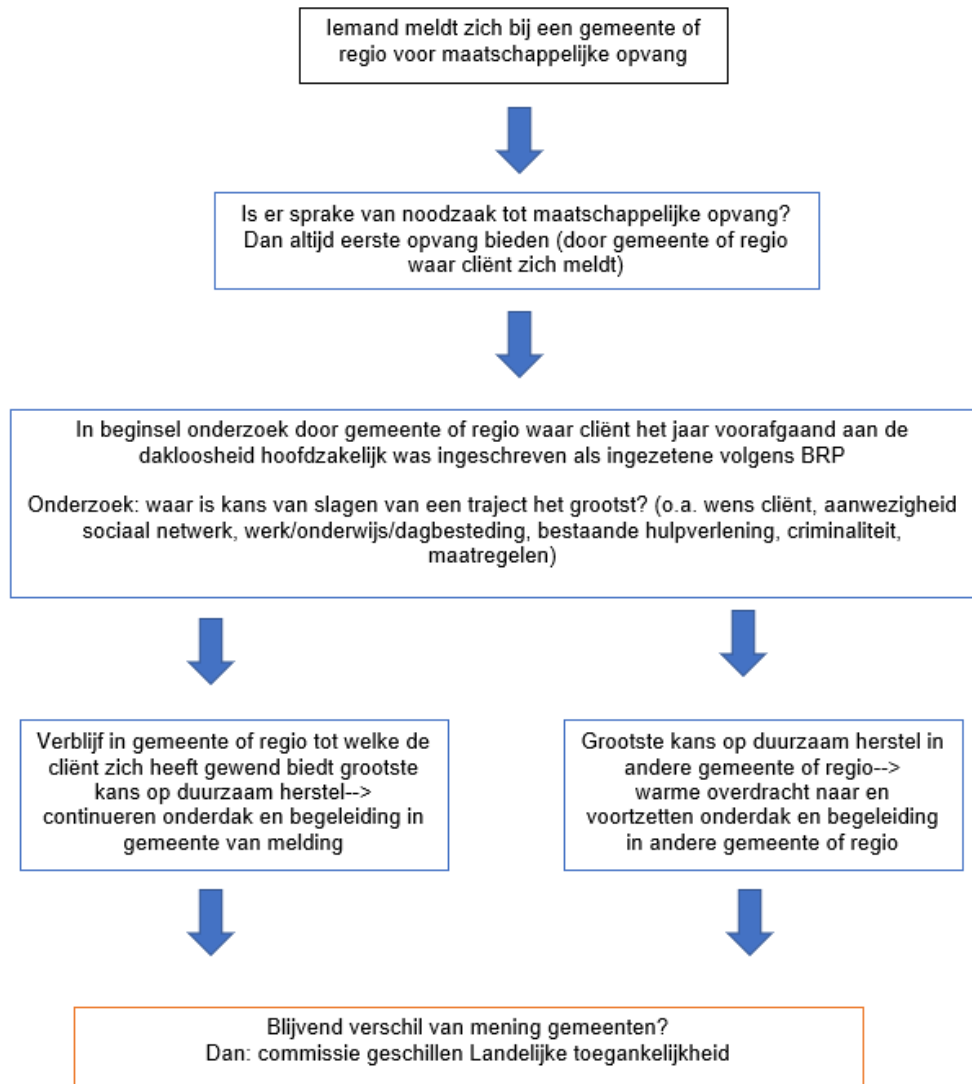 Iemand meldt zich bij een gemeente of
regio voor maatschappelijke opvang
Is er sprake van noodzaak tot maatschappelijke opvang?
Dan altijd eerste opvang bieden (door gemeente of regio
waar cliënt zich meldt)
In beginsel onderzoek door gemeente of regio waar cliënt het jaar voorafgaand aan de
dakloosheid hoofdzakelijk was ingeschreven als ingezetene volgens BRP
Onderzoek: waar is kans van slagen van een traject het grootst? (o.a. wens cliënt, aanwezigheid
sociaal netwerk, werk/onderwijs/dagbesteding, bestaande hulpverlening, criminaliteit,
maatregelen)
Verblijf in gemeente of regio tot welke de
cliënt zich heeft gewend biedt grootste
kans op duurzaam herstel-->
continueren onderdak en begeleiding in
gemeente van melding
Grootste kans op duurzaam herstel in
andere gemeente of regio-->
warme overdracht naar en
voortzetten onderdak en begeleiding
in andere gemeente of regio
Blijvend verschil van mening gemeenten?
Dan: commissie geschillen Landelijke toegankelijkheid